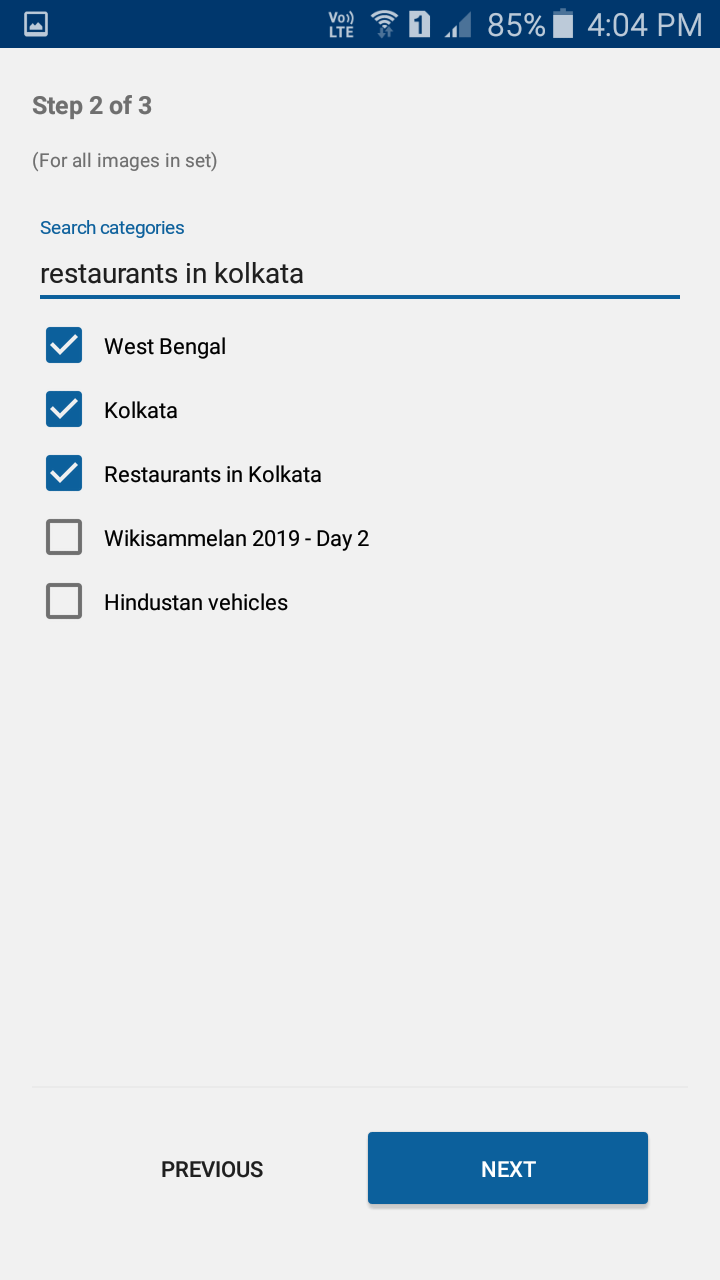 Vo)) LTE 1 85% 4:04 PM
Step 2 of 3
(For all images in set)
Search categories
restaurants in kolkata
West Bengal
Kolkata
Restaurants in Kolkata
Wikisammelan 2019 - Day 2
Hindustan vehicles
PREVIOUS NEXT